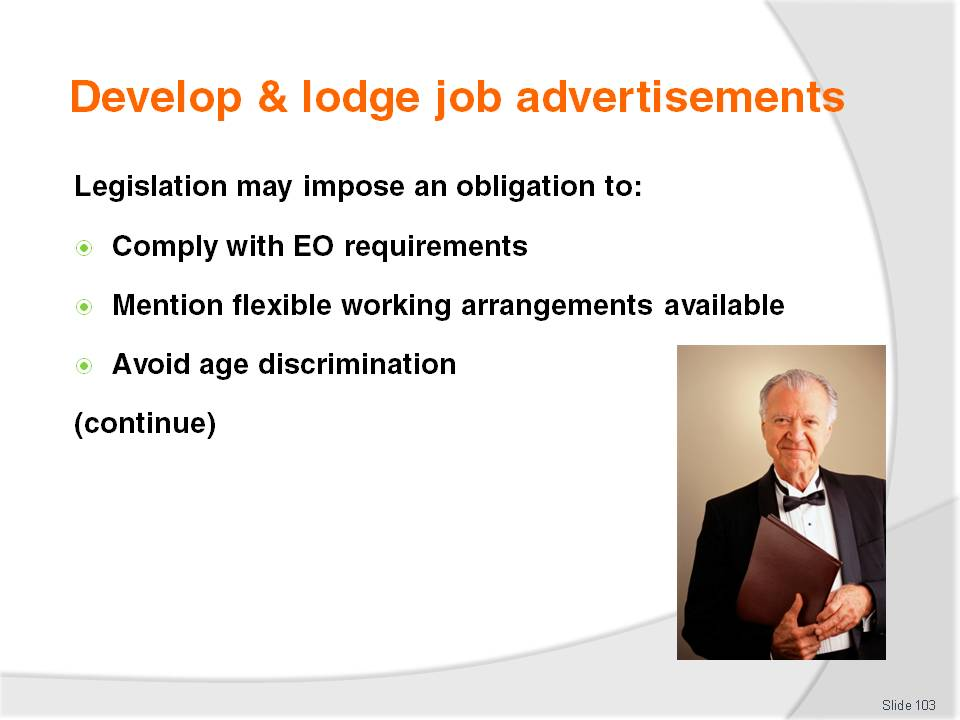 Develop & lodge job advertisements
Legislation may impose an obligation to:
Comply with EO requirements
Mention flexible working arrangements available
Avoid age discrimination
(continue)
Slide 103